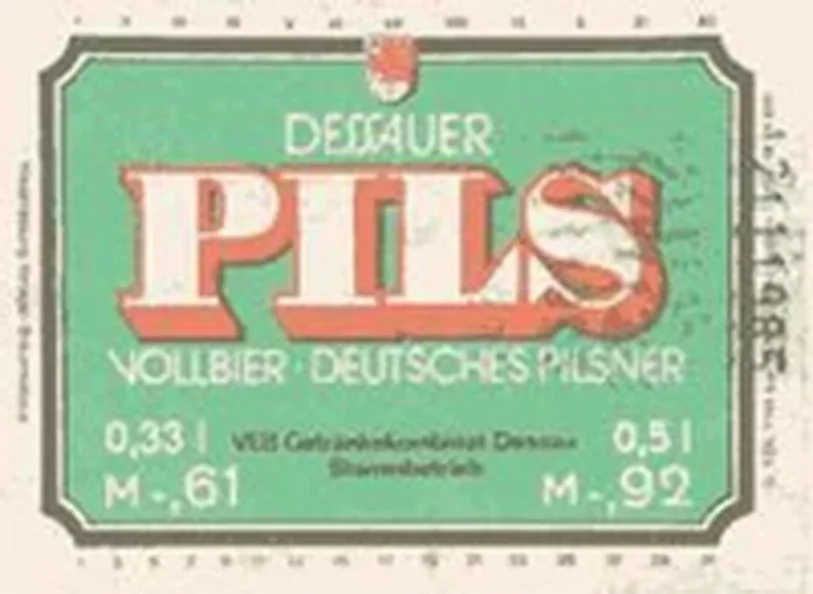 DESSAUER
PILS
VOLLBIER · DEUTSCHES PILSNER
0,33 l
M -,61
VEB Getränkekombinat Dessau
Stammbetrieb
0,5 l
M -,92